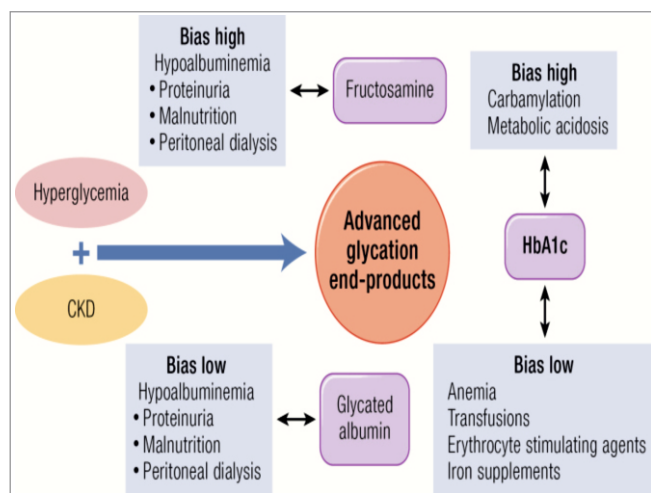 Bias high
Hypoalbuminemia
• Proteinuria
• Malnutrition
• Peritoneal dialysis
Fructosamine
Bias high
Carbamylation
Metabolic acidosis
Hyperglycemia
+
CKD
Advanced
glycation
end-products
HbA1c
Bias low
Hypoalbuminemia
• Proteinuria
• Malnutrition
• Peritoneal dialysis
Glycated
albumin
Bias low
Anemia
Transfusions
Erythrocyte stimulating agents
Iron supplements